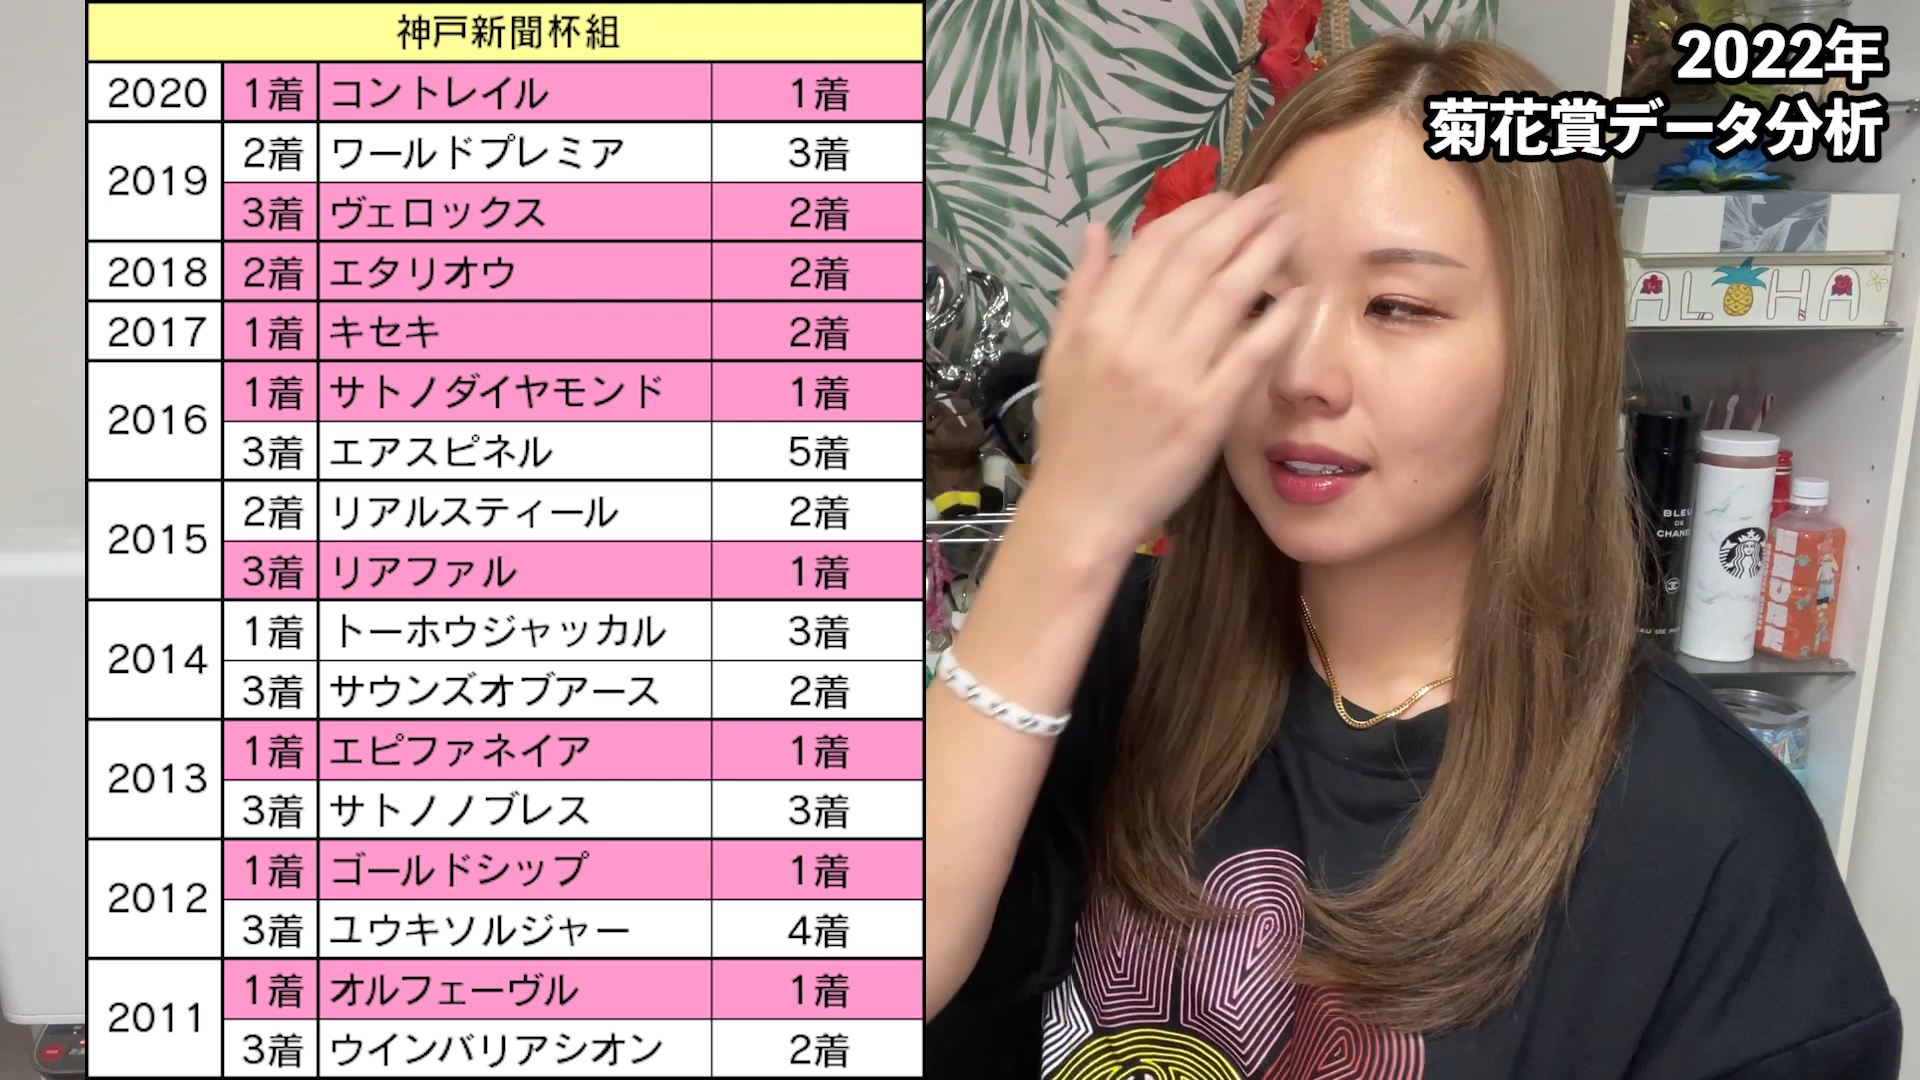 神戸新聞杯組
2020 1着 コントレイル 1着
2019 2着 ワールドプレミア 3着
3着 ヴェロックス 2着
2018 2着 エタリオウ 2着
2017 1着 キセキ 2着
2016 1着 サトノダイヤモンド 1着
3着 エアスピネル 5着
2015 2着 リアルスティール 2着
3着 リアファル 1着
2014 1着 トーホウジャッカル 3着
3着 サウンズオブアース 2着
2013 1着 エピファネイア 1着
3着 サトノノブレス 3着
2012 1着 ゴールドシップ 1着
3着 ユウキソルジャー 4着
2011 1着 オルフェーヴル 1着
3着 ウインバリアシオン 2着
2022年
菊花賞データ分析
ALOHA
BLEU
DE
CHANEL